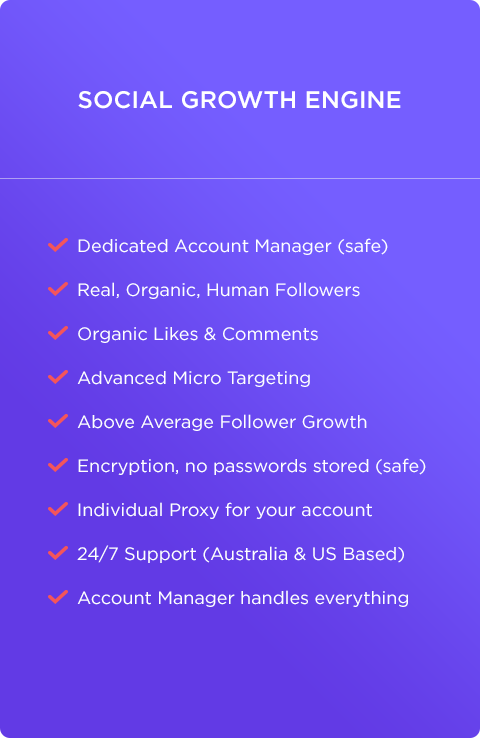 SOCIAL GROWTH ENGINE
Dedicated Account Manager (safe)
Real, Organic, Human Followers
Organic Likes & Comments
Advanced Micro Targeting
Above Average Follower Growth
Encryption, no passwords stored (safe)
Individual Proxy for your account
24/7 Support (Australia & US Based)
Account Manager handles everything